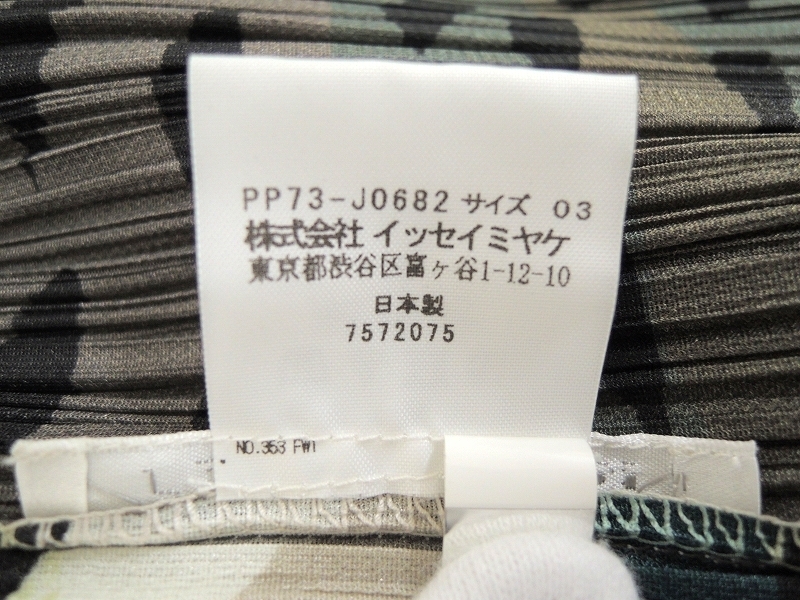 PP73-J0682 サイズ 03
株式会社 イッセイミヤケ
東京都渋谷区富ヶ谷1-12-10
日本製
7572075
NO.353 FW1